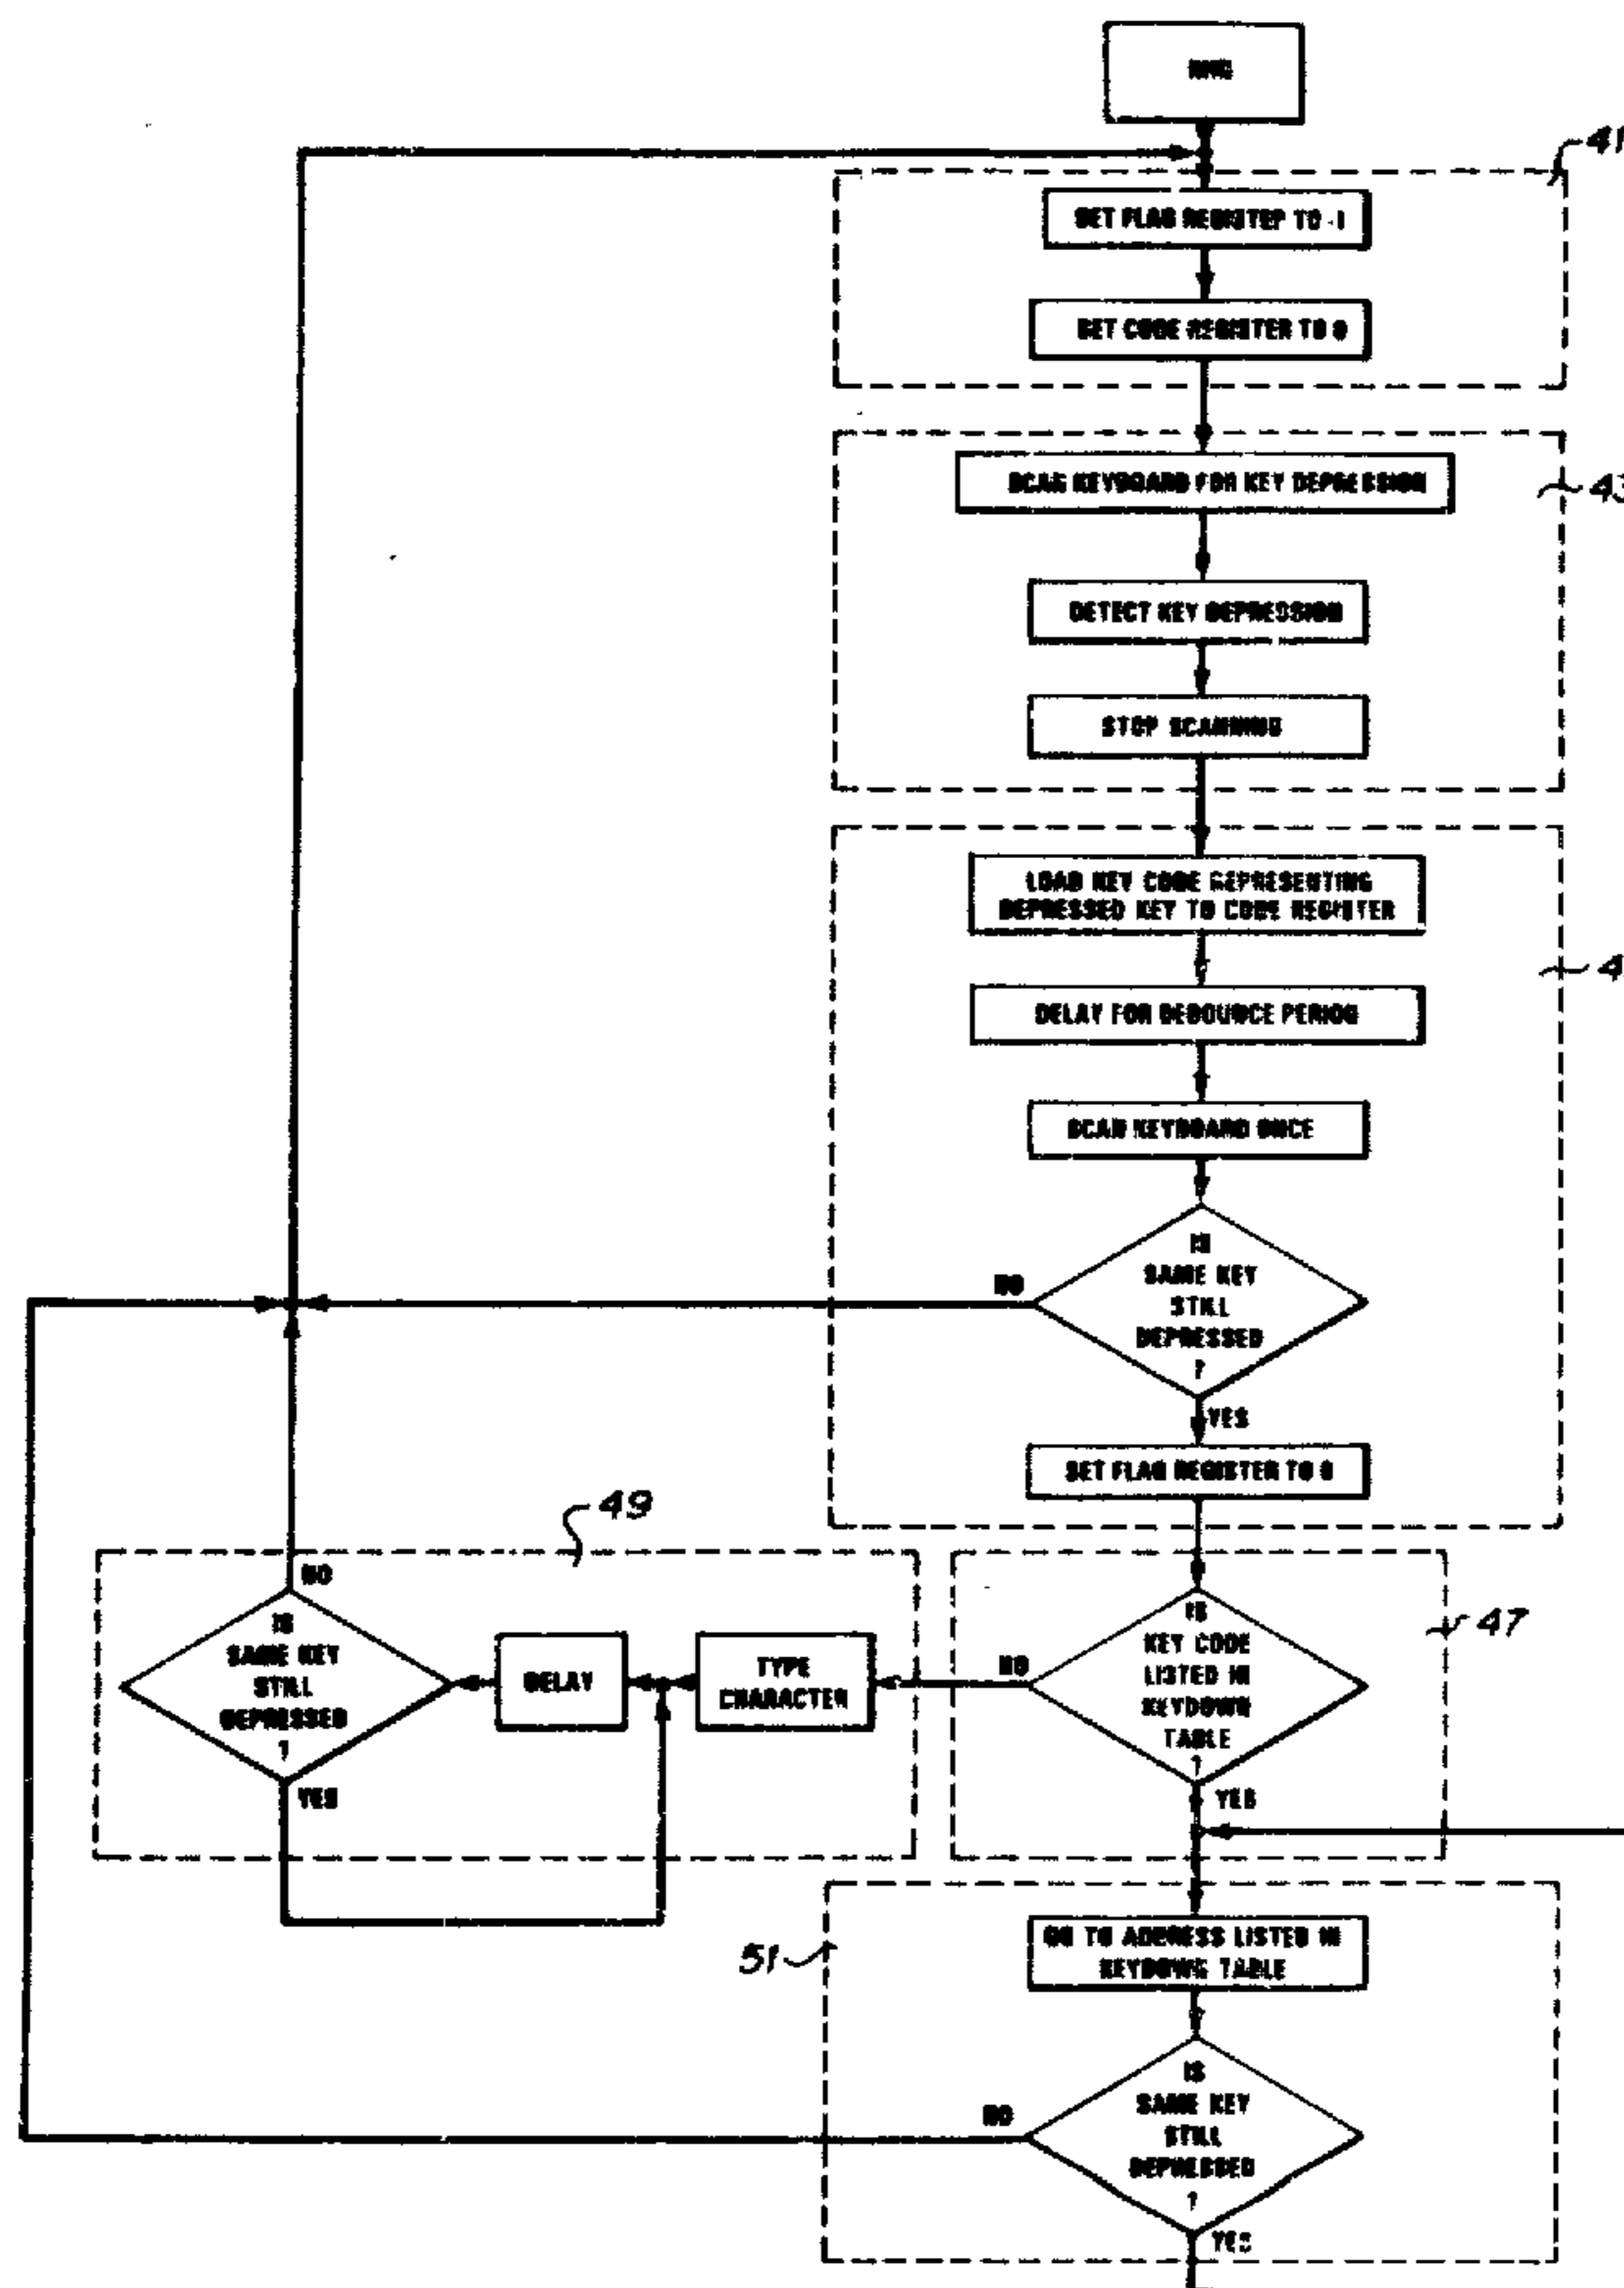 41
SET FLAG REGISTER TO -1
SET CODE REGISTER TO 0
SCAN KEYBOARD FOR KEY DEPRESSION
43
DETECT KEY DEPRESSION
STOP SCANNING
LOAD KEY CODE REPRESENTING
DEPRESSED KEY TO CODE REGISTER
4
DELAY FOR DEBOUNCE PERIOD
SCAN KEYBOARD ONCE
IS
SAME KEY
STILL
DEPRESSED
?
NO
YES
SET FLAG REGISTER TO 0
49
NO
IS
SAME KEY
STILL
DEPRESSED
?
YES
DELAY
TYPE
CHARACTER
NO
IS
KEY CODE
LISTED IN
KEYDOWN
TABLE
?
YES
47
51
GO TO ADDRESS LISTED IN
KEYDOWN TABLE
IS
SAME KEY
STILL
DEPRESSED
?
NO
YES